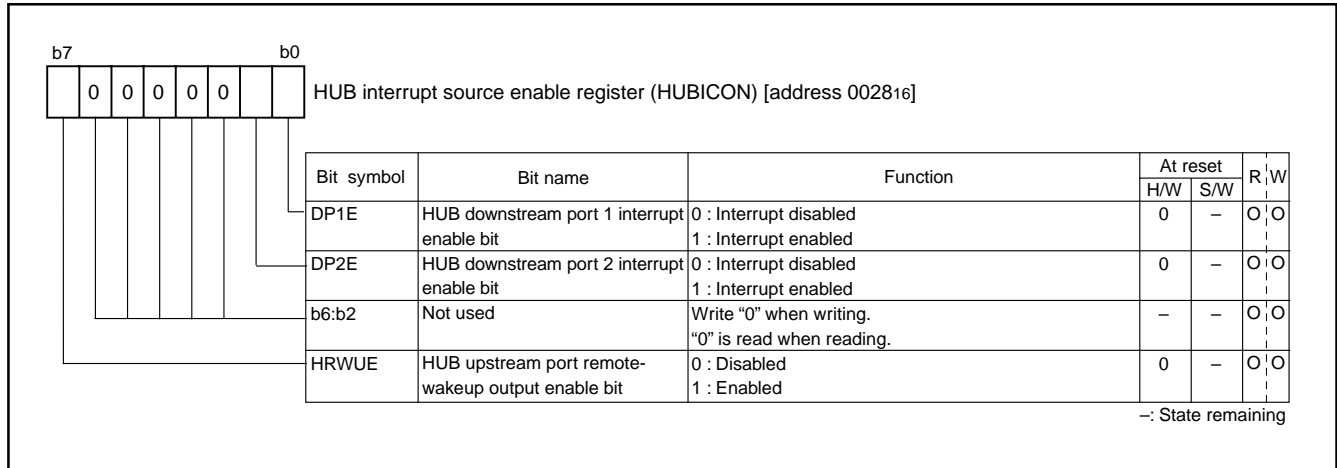 b7 b0
0 0 0 0 0 HUB interrupt source enable register (HUBICON) [address 002816]
Bit symbol Bit name Function At reset R W
H/W S/W
DP1E HUB downstream port 1 interrupt 0 : Interrupt disabled 0 – O O
enable bit 1 : Interrupt enabled
DP2E HUB downstream port 2 interrupt 0 : Interrupt disabled 0 – O O
enable bit 1 : Interrupt enabled
b6:b2 Not used Write “0” when writing. – – O O
“0” is read when reading.
HRWUE HUB upstream port remote- 0 : Disabled 0 – O O
wakeup output enable bit 1 : Enabled
–: State remaining